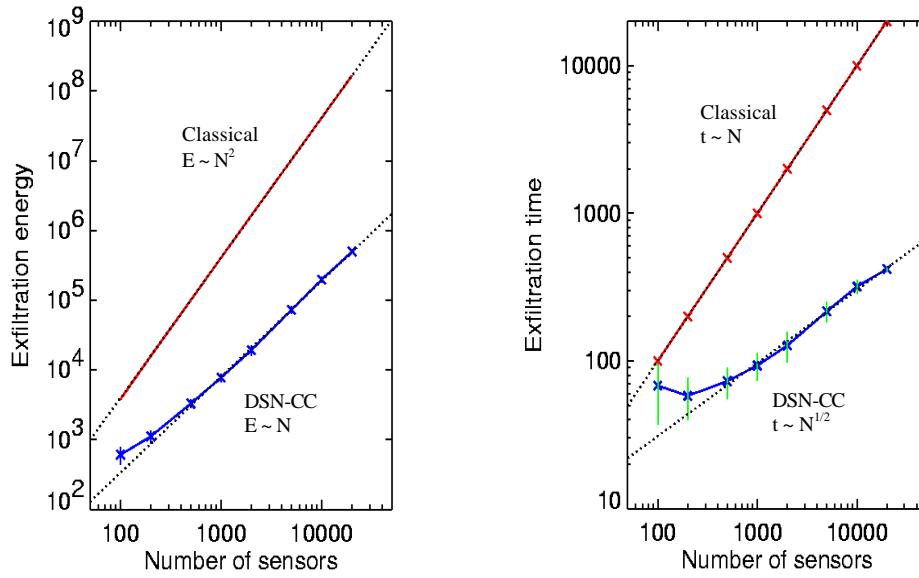 10^9
10^8
10^7
10^6
10^5
10^4
10^3
10^2
Exfiltration energy
Classical
E ~ N^2
DSN-CC
E ~ N
100 1000 10000
Number of sensors
10000
1000
100
10
Exfiltration time
Classical
t ~ N
DSN-CC
t ~ N^1/2
100 1000 10000
Number of sensors